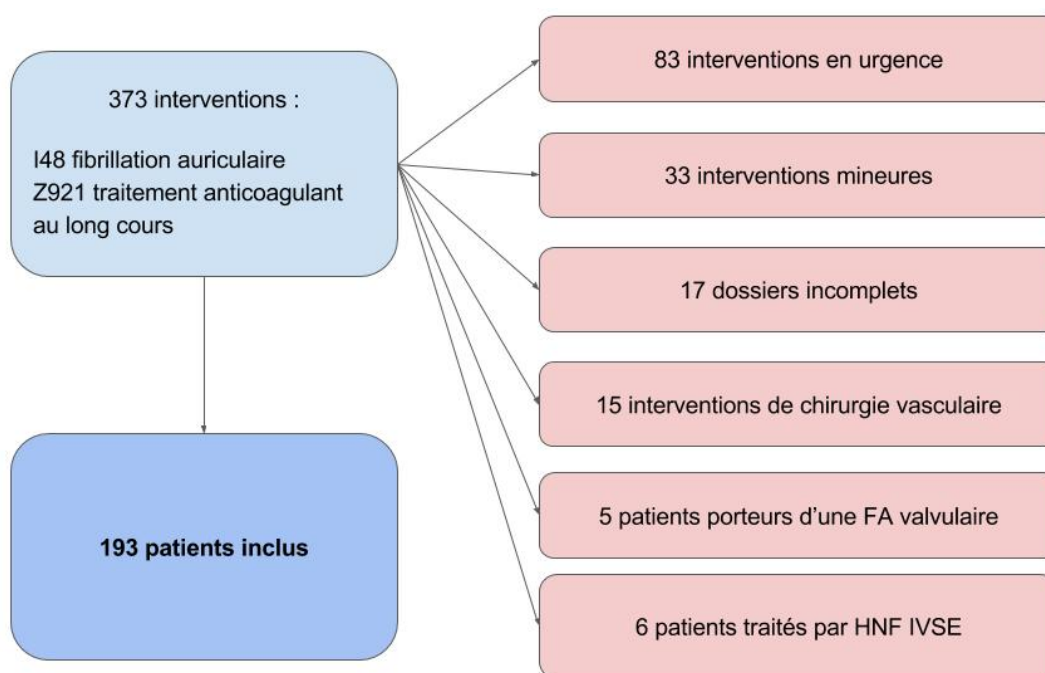 373 interventions :
I48 fibrillation auriculaire
Z921 traitement anticoagulant
au long cours
193 patients inclus
83 interventions en urgence
33 interventions mineures
17 dossiers incomplets
15 interventions de chirurgie vasculaire
5 patients porteurs d'une FA valvulaire
6 patients traités par HNF IVSE